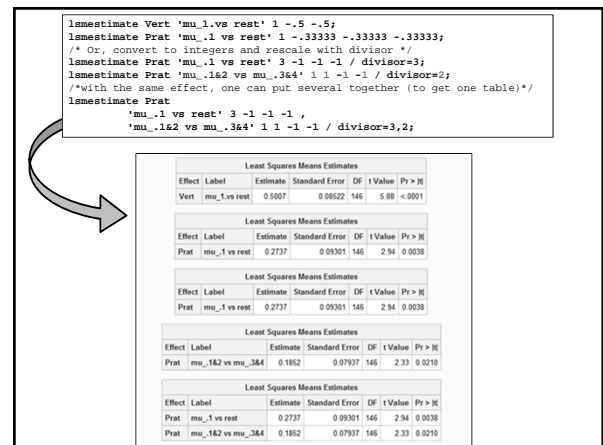 lsmestimate Vert 'mu_1.vs rest' 1 -.5 -.5;
lsmestimate Prat 'mu_.1 vs rest' 1 -.33333 -.33333 -.33333;
/* Or, convert to integers and rescale with divisor */
lsmestimate Prat 'mu_.1 vs rest' 3 -1 -1 -1 / divisor=3;
lsmestimate Prat 'mu_.1&2 vs mu_.3&4' 1 1 -1 -1 / divisor=2;
/*with the same effect, one can put several together (to get one table)*/
lsmestimate Prat
'mu_.1 vs rest' 3 -1 -1 -1 ,
'mu_.1&2 vs mu_.3&4' 1 1 -1 -1 / divisor=3,2;
Least Squares Means Estimates
Effect Label Estimate Standard Error DF t Value Pr > |t|
Vert mu_1.vs rest 0.5007 0.08522 146 5.88 <.0001
Least Squares Means Estimates
Effect Label Estimate Standard Error DF t Value Pr > |t|
Prat mu_.1 vs rest 0.2737 0.09301 146 2.94 0.0038
Least Squares Means Estimates
Effect Label Estimate Standard Error DF t Value Pr > |t|
Prat mu_.1 vs rest 0.2737 0.09301 146 2.94 0.0038
Least Squares Means Estimates
Effect Label Estimate Standard Error DF t Value Pr > |t|
Prat mu_.1&2 vs mu_.3&4 0.1852 0.07937 146 2.33 0.0210
Least Squares Means Estimates
Effect Label Estimate Standard Error DF t Value Pr > |t|
Prat mu_.1 vs rest 0.2737 0.09301 146 2.94 0.0038
Prat mu_.1&2 vs mu_.3&4 0.1852 0.07937 146 2.33 0.0210